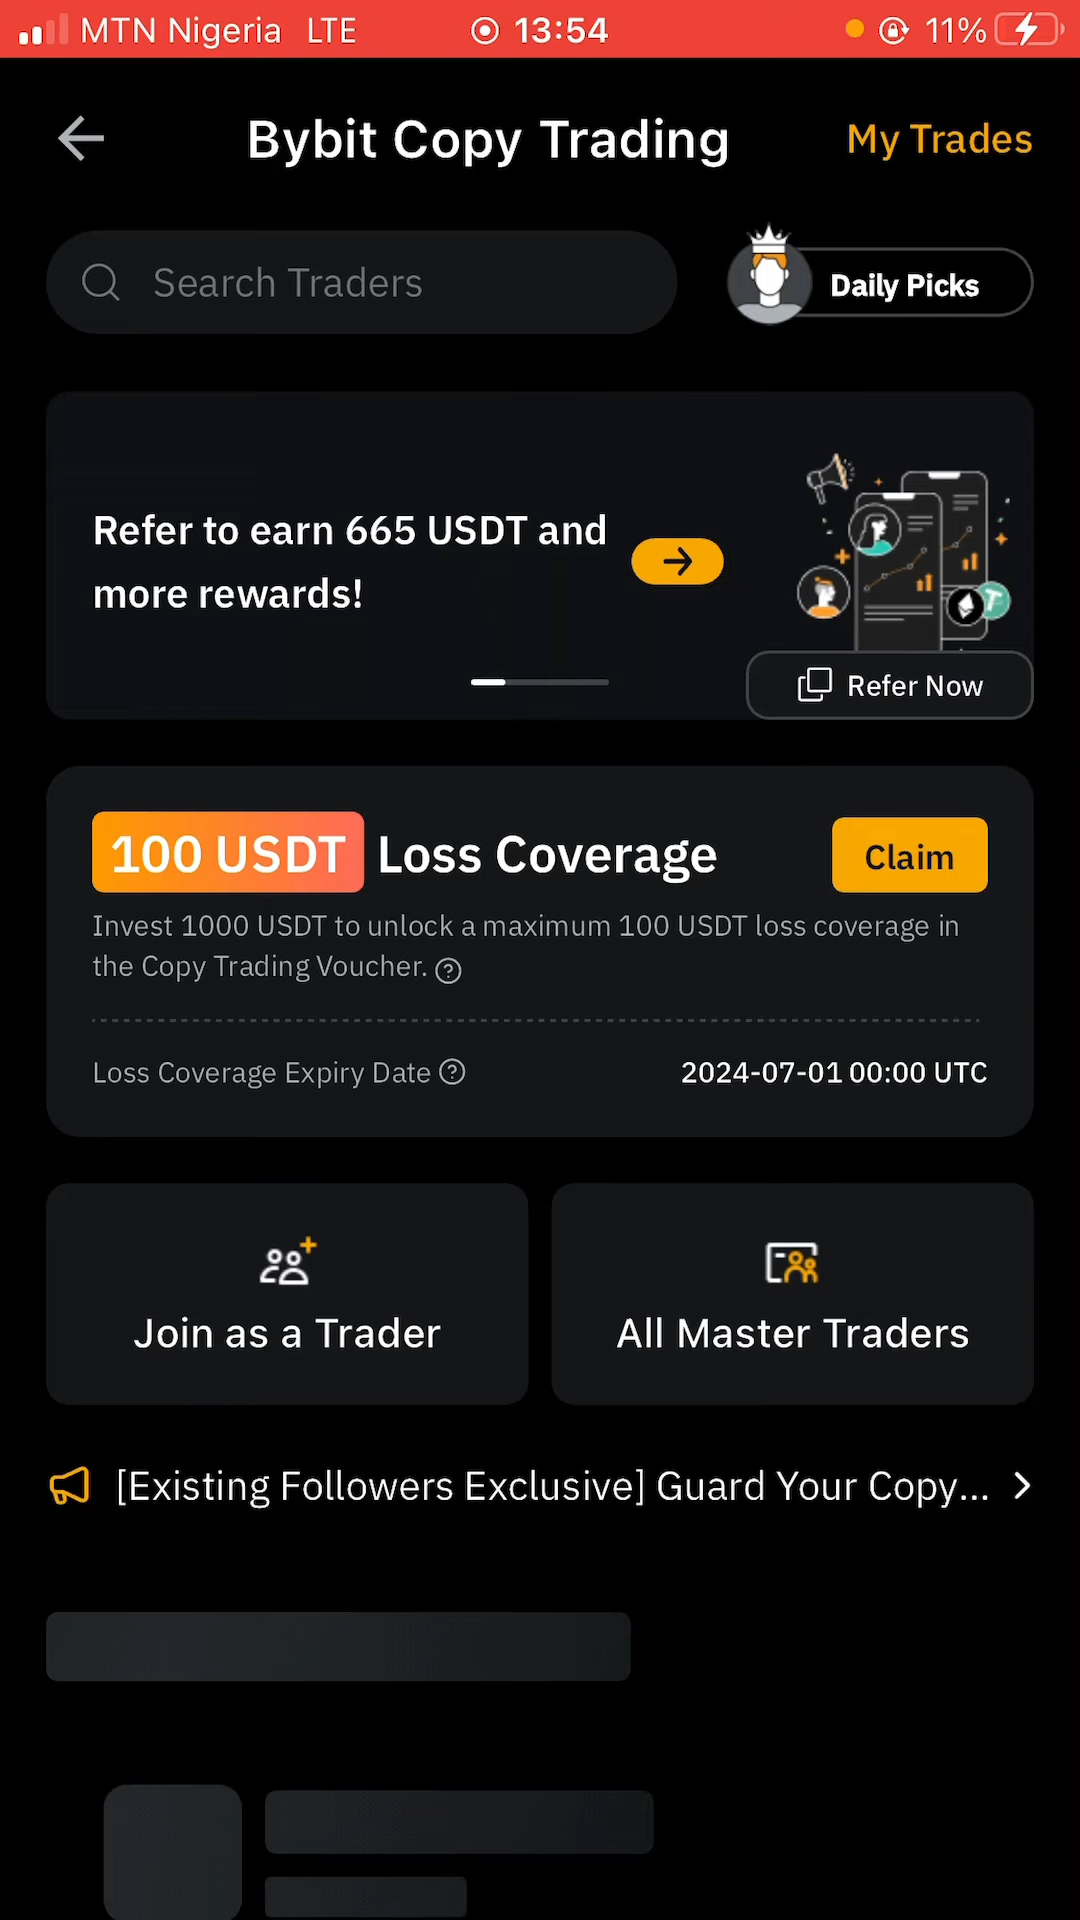 MTN Nigeria LTE 13:54 11%
Bybit Copy Trading My Trades
Search Traders Daily Picks
Refer to earn 665 USDT and
more rewards!
Refer Now
100 USDT Loss Coverage Claim
Invest 1000 USDT to unlock a maximum 100 USDT loss coverage in
the Copy Trading Voucher.
Loss Coverage Expiry Date 2024-07-01 00:00 UTC
Join as a Trader All Master Traders
[Existing Followers Exclusive] Guard Your Copy...